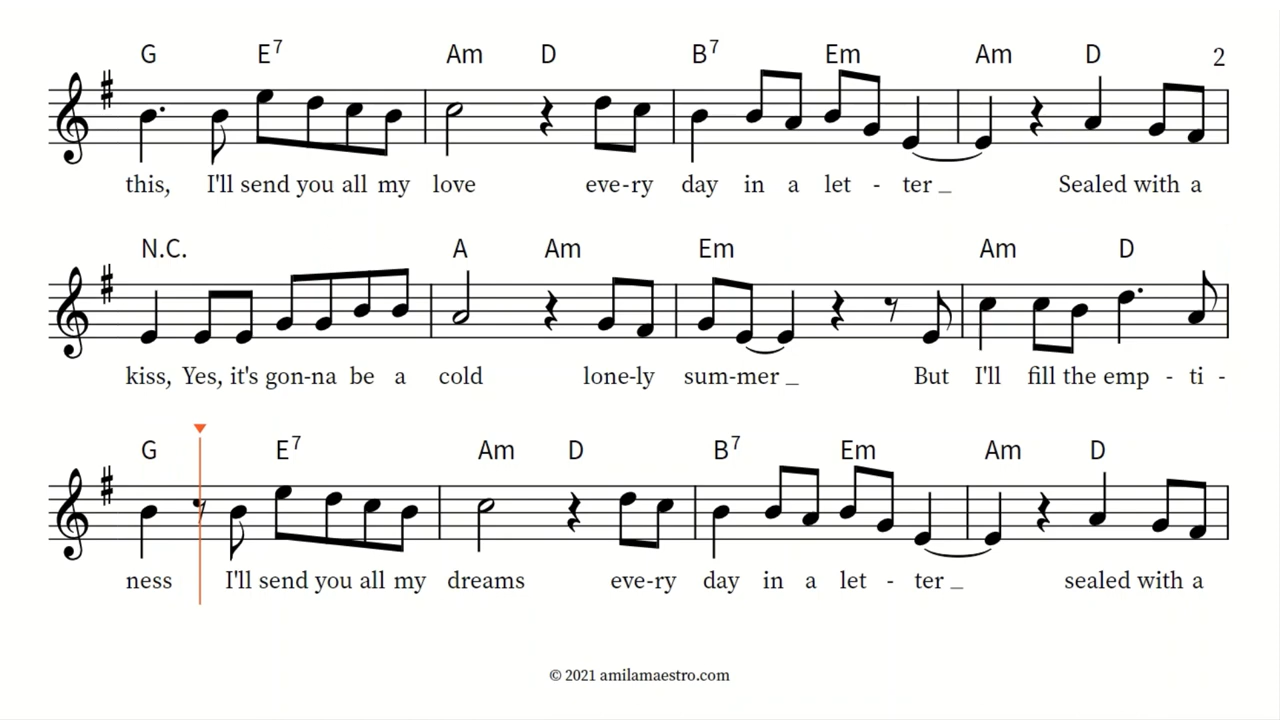 G E7 Am D B7 Em Am D 2
this, I'll send you all my love eve-ry day in a let - ter _ Sealed with a
N.C. A Am Em Am D
kiss, Yes, it's gon-na be a cold lone-ly sum-mer _ But I'll fill the emp - ti -
G E7 Am D B7 Em Am D
ness I'll send you all my dreams eve-ry day in a let - ter _ sealed with a
© 2021 amilamaestro.com